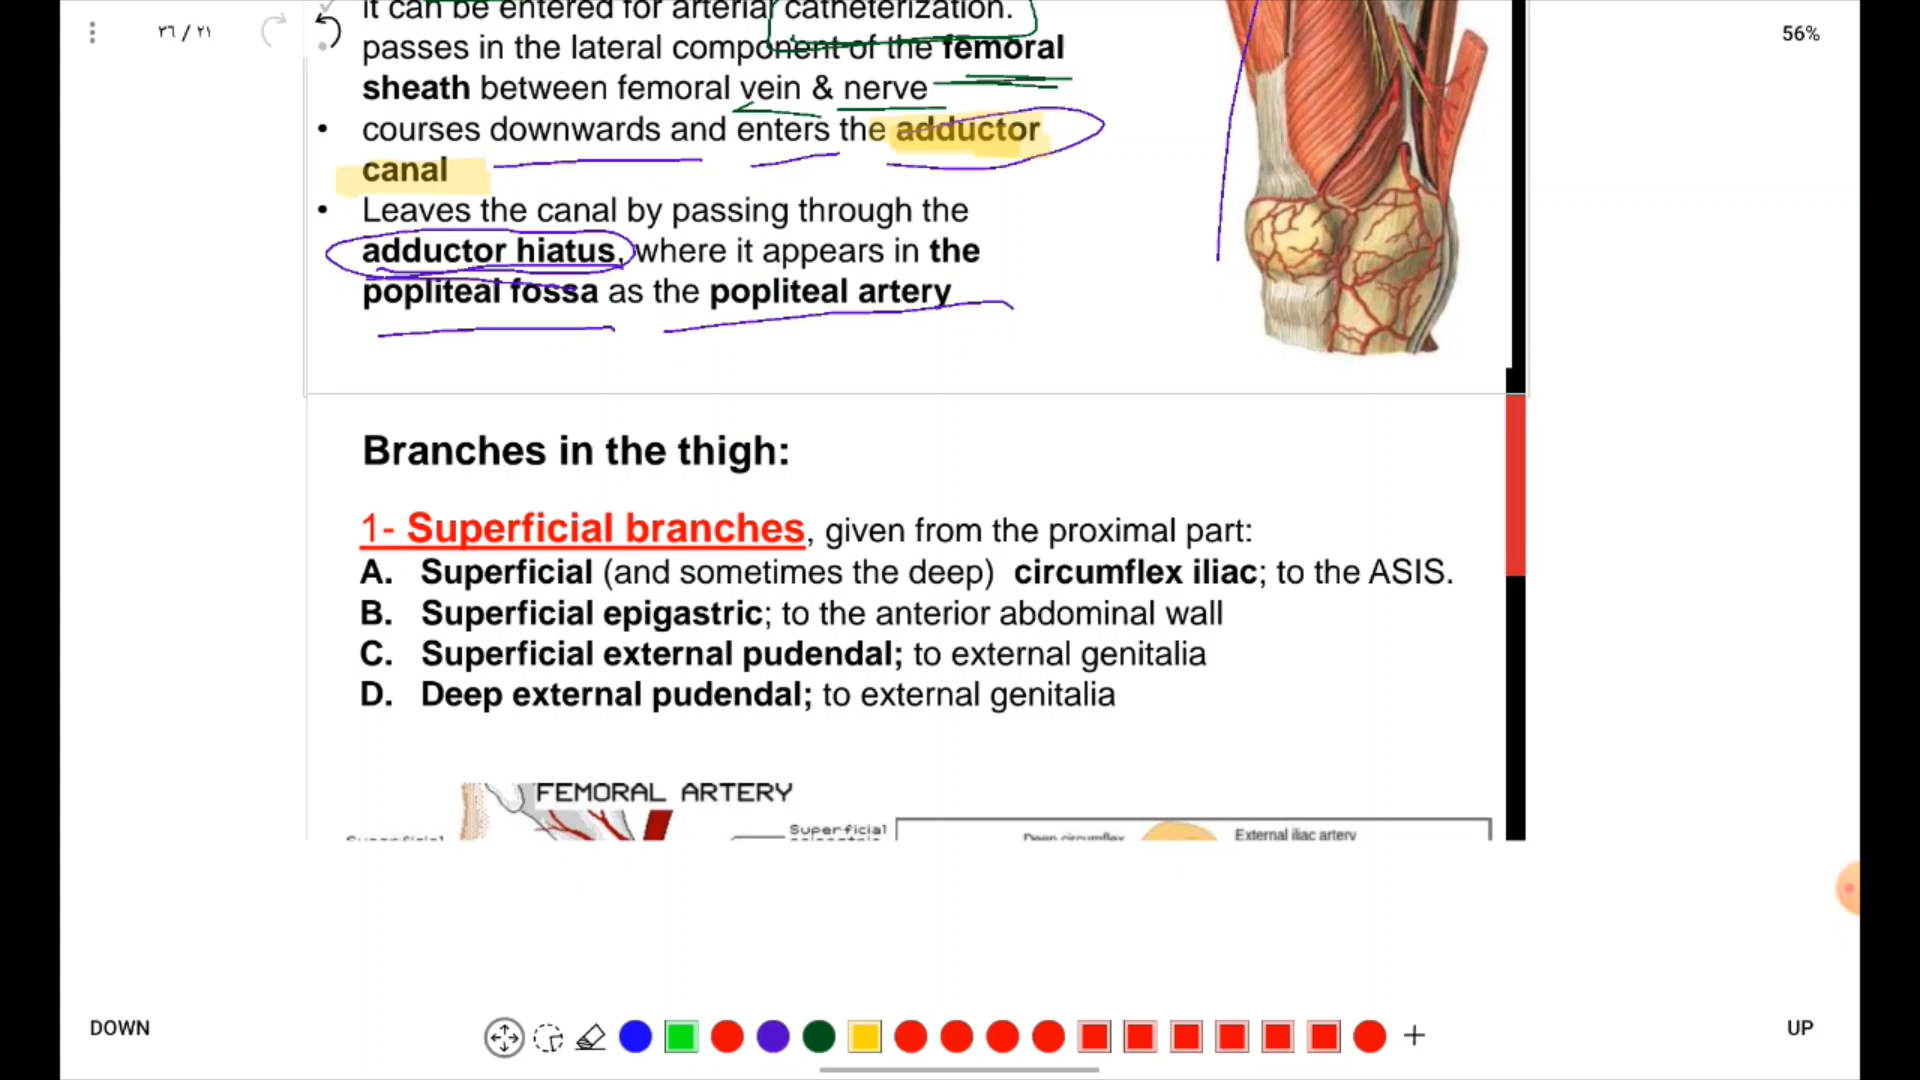 ٣٦ / ٢١
56%
it can be entered for arterial catheterization.
passes in the lateral component of the femoral
sheath between femoral vein & nerve
• courses downwards and enters the adductor
canal
• Leaves the canal by passing through the
adductor hiatus, where it appears in the
popliteal fossa as the popliteal artery
Branches in the thigh:
1- Superficial branches, given from the proximal part:
A. Superficial (and sometimes the deep) circumflex iliac; to the ASIS.
B. Superficial epigastric; to the anterior abdominal wall
C. Superficial external pudendal; to external genitalia
D. Deep external pudendal; to external genitalia
FEMORAL ARTERY
Superficial
Superficial
Deep circumflex
External iliac artery
DOWN
UP